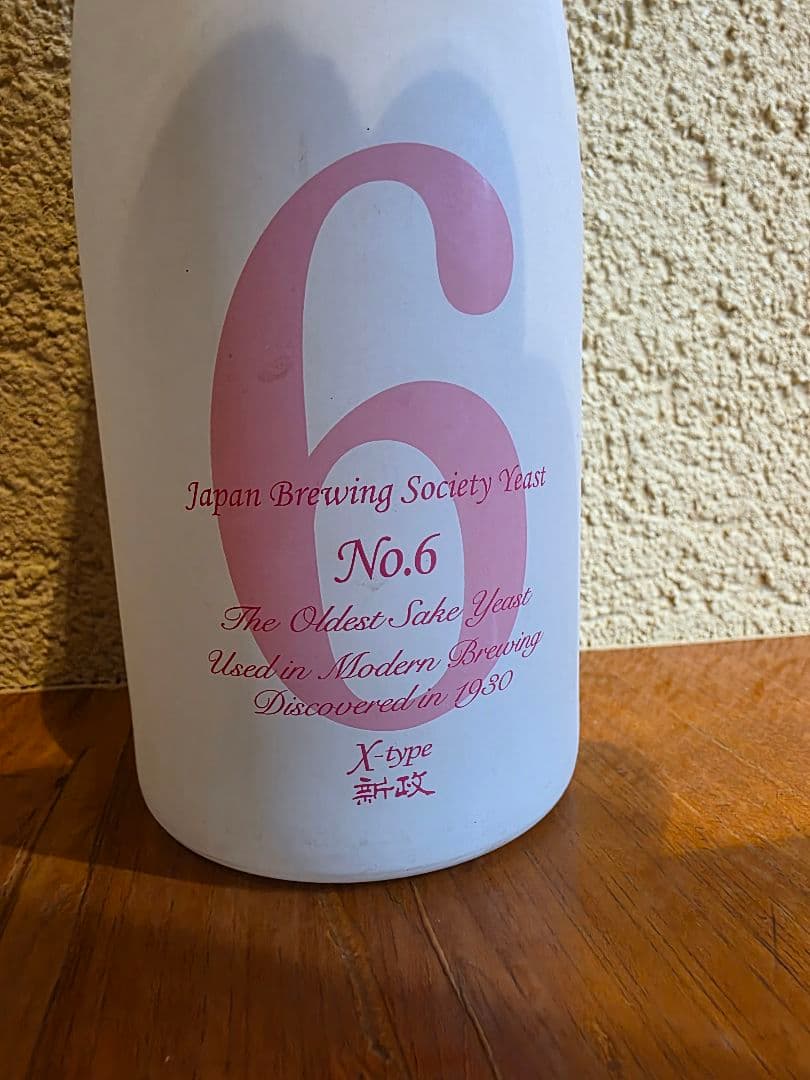 6
Japan Brewing Society Yeast
No.6
The Oldest Sake Yeast
Used in Modern Brewing
Discovered in 1930
X-type
新政